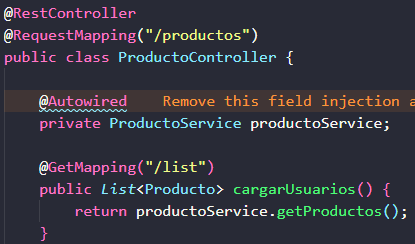 @RestController
@RequestMapping("/productos")
public class ProductoController {
@Autowired Remove this field injection a
private ProductoService productoService;
@GetMapping("/list")
public List<Producto> cargarUsuarios() {
return productoService.getProductos();
}